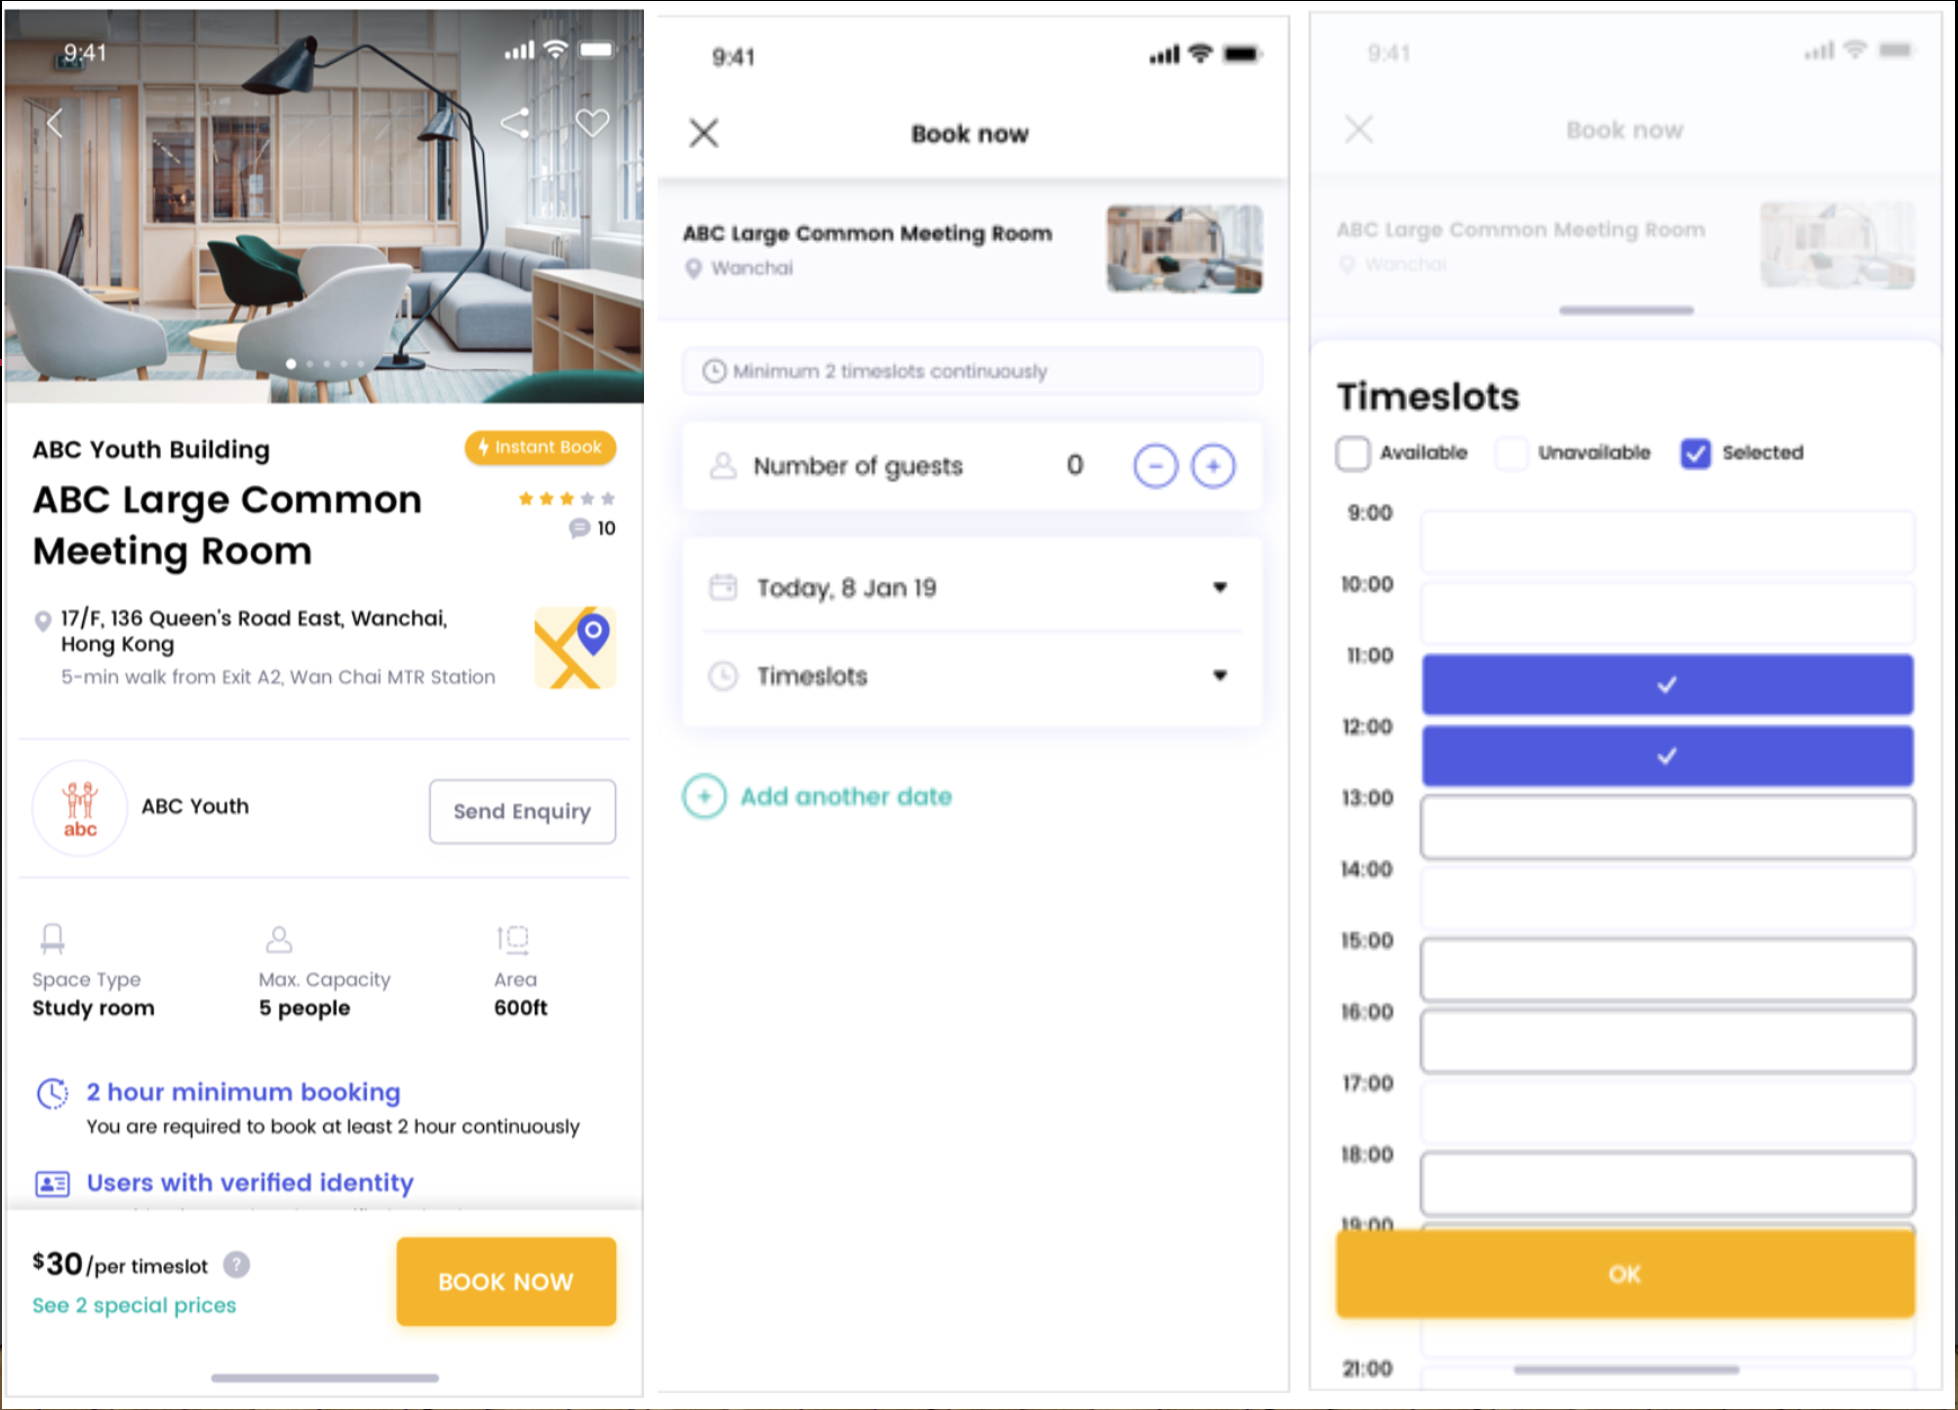 9:41
ABC Youth Building
Instant Book
ABC Large Common
Meeting Room
10
17/F, 136 Queen's Road East, Wanchai,
Hong Kong
5-min walk from Exit A2, Wan Chai MTR Station
abc
ABC Youth
Send Enquiry
Space Type
Study room
Max. Capacity
5 people
Area
600ft
2 hour minimum booking
You are required to book at least 2 hour continuously
Users with verified identity
$30/per timeslot ?
See 2 special prices
BOOK NOW
9:41
Book now
ABC Large Common Meeting Room
Wanchai
Minimum 2 timeslots continuously
Number of guests 0
Today, 8 Jan 19
Timeslots
Add another date
9:41
Book now
ABC Large Common Meeting Room
Wanchai
Timeslots
Available Unavailable Selected
9:00
10:00
11:00
12:00
13:00
14:00
15:00
16:00
17:00
18:00
19:00
OK
21:00